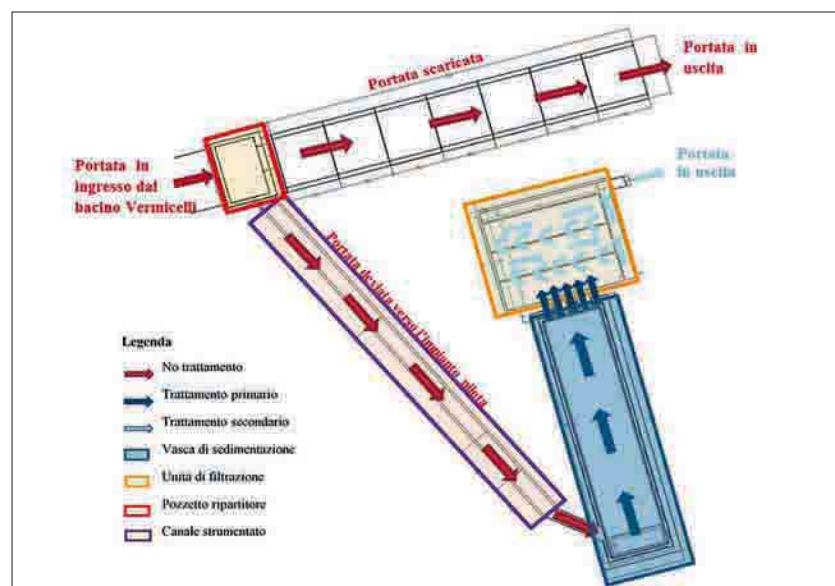 Portata scaricata
Portata in
uscita
Portata in
ingresso dal
bacino Vermicelli
Portata in
uscita
Portata deviata verso l'impianto pilota
Legenda
No trattamento
Trattamento primario
Trattamento secondario
Vasca di sedimentazione
Unità di filtrazione
Pozzetto ripartitore
Canale strumentato